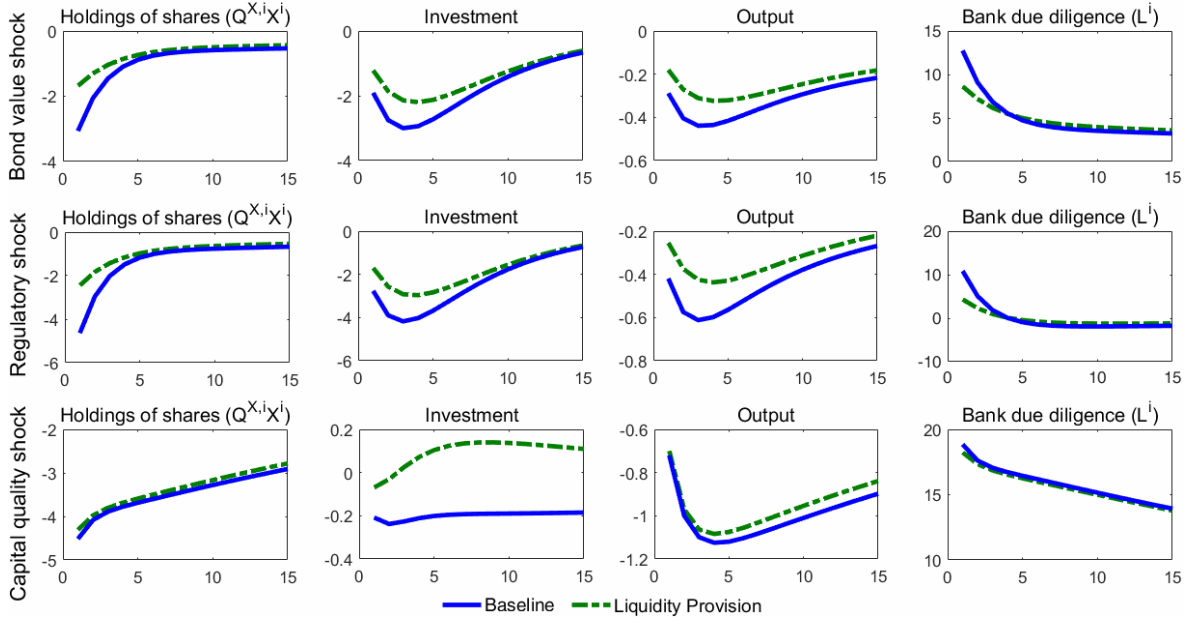 Holdings of shares (Q^X,i X^i)
Investment
Output
Bank due diligence (L^i)
Bond value shock
0
-2
-4
0 5 10 15
0
-2
-4
0 5 10 15
0
-0.2
-0.4
-0.6
0 5 10 15
15
10
5
0
0 5 10 15
Holdings of shares (Q^X,i X^i)
Investment
Output
Bank due diligence (L^i)
Regulatory shock
0
-2
-4
-6
0 5 10 15
0
-2
-4
-6
0 5 10 15
-0.2
-0.4
-0.6
-0.8
0 5 10 15
20
10
0
-10
0 5 10 15
Holdings of shares (Q^X,i X^i)
Investment
Output
Bank due diligence (L^i)
Capital quality shock
-2
-3
-4
-5
0 5 10 15
0.2
0
-0.2
-0.4
0 5 10 15
-0.6
-0.8
-1
-1.2
0 5 10 15
20
15
10
0 5 10 15
Baseline
Liquidity Provision